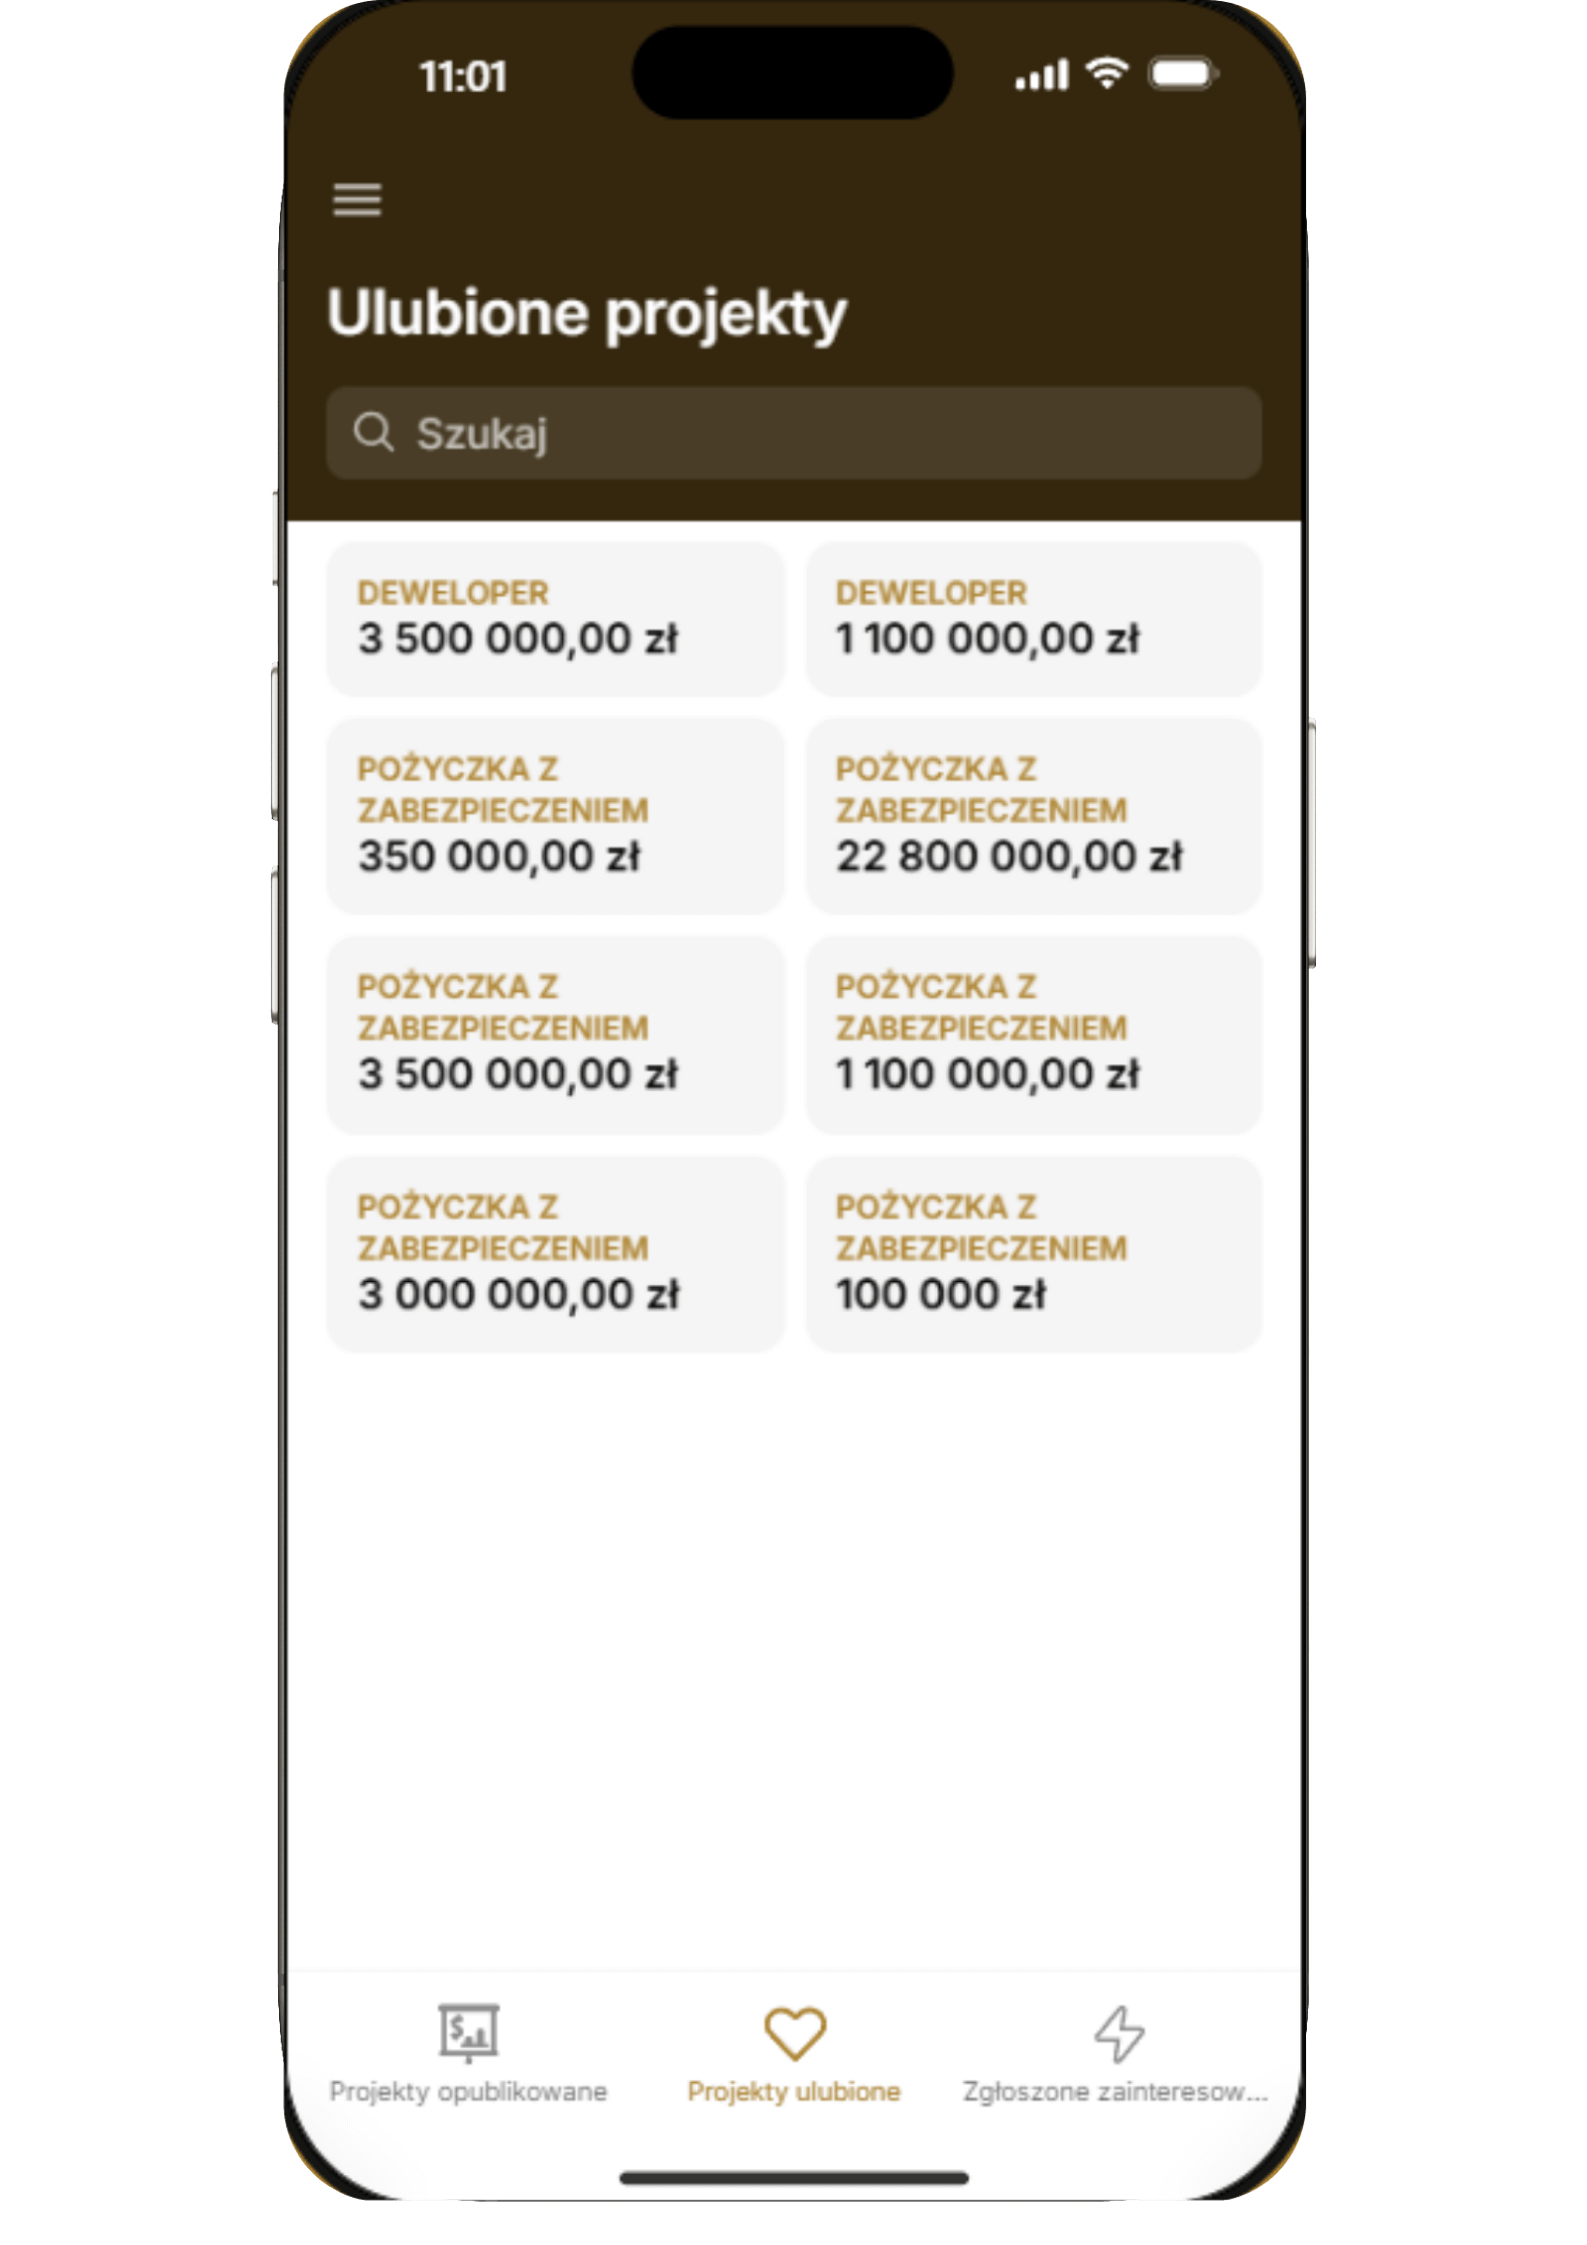 11:01
Ulubione projekty
Szukaj
DEWELOPER
3 500 000,00 zł
DEWELOPER
1 100 000,00 zł
POŻYCZKA Z
ZABEZPIECZENIEM
350 000,00 zł
POŻYCZKA Z
ZABEZPIECZENIEM
22 800 000,00 zł
POŻYCZKA Z
ZABEZPIECZENIEM
3 500 000,00 zł
POŻYCZKA Z
ZABEZPIECZENIEM
1 100 000,00 zł
POŻYCZKA Z
ZABEZPIECZENIEM
3 000 000,00 zł
POŻYCZKA Z
ZABEZPIECZENIEM
100 000 zł
Projekty opublikowane
Projekty ulubione
Zgłoszone zainteresow...